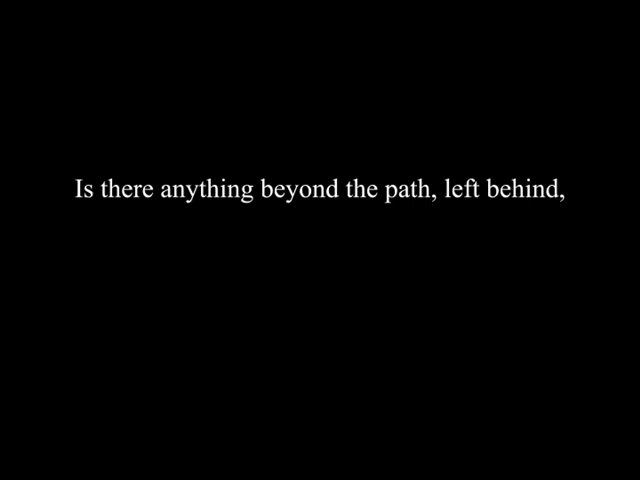 Is there anything beyond the path, left behind,